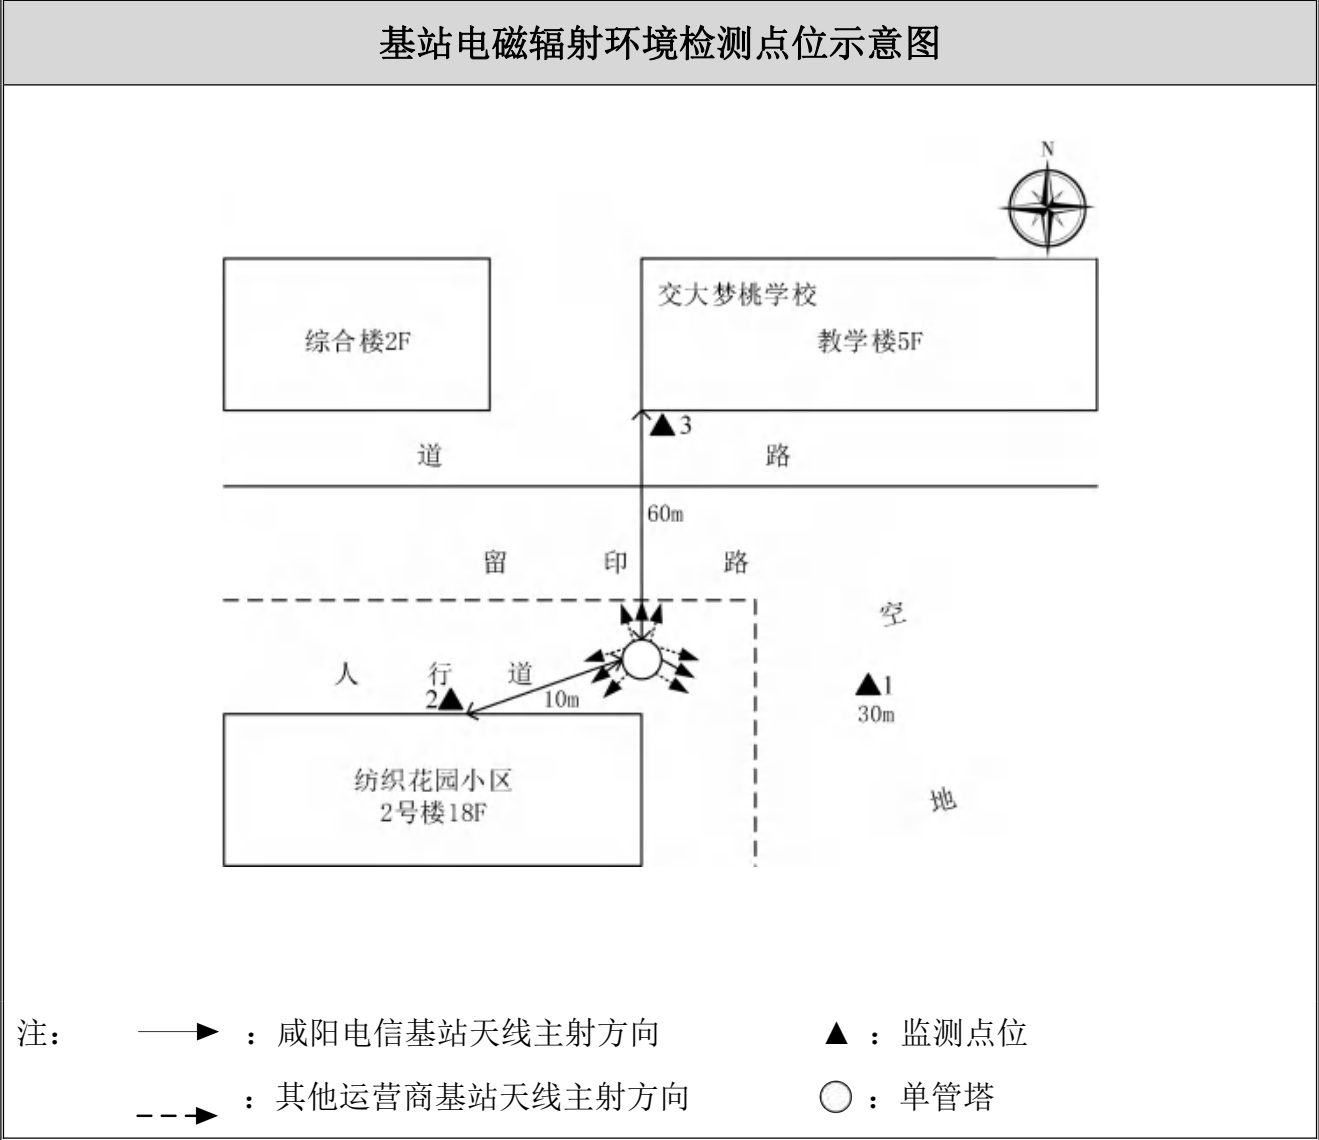 基站电磁辐射环境检测点位示意图
N
交大梦桃学校
综合楼2F
教学楼5F
3
道 路
60m
留 印 路
空
人 行 道
2
10m
1
30m
纺织花园小区
2号楼18F
地
注： ：咸阳电信基站天线主射方向 ：监测点位
：其他运营商基站天线主射方向 ：单管塔